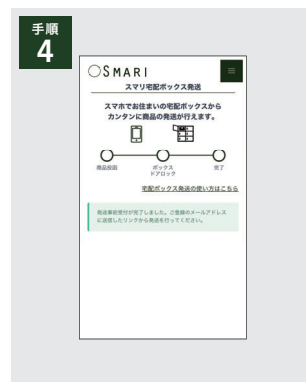 手順
4
SMARI
スマリ宅配ボックス発送
スマホでお住まいの宅配ボックスから
カンタンに商品の発送が行えます。
商品投函
ボックス
ドアロック
完了
宅配ボックス発送の使い方はこちら
発送事前受付が完了しました。ご登録のメールアドレス
に送信したリンクから発送を行ってください。